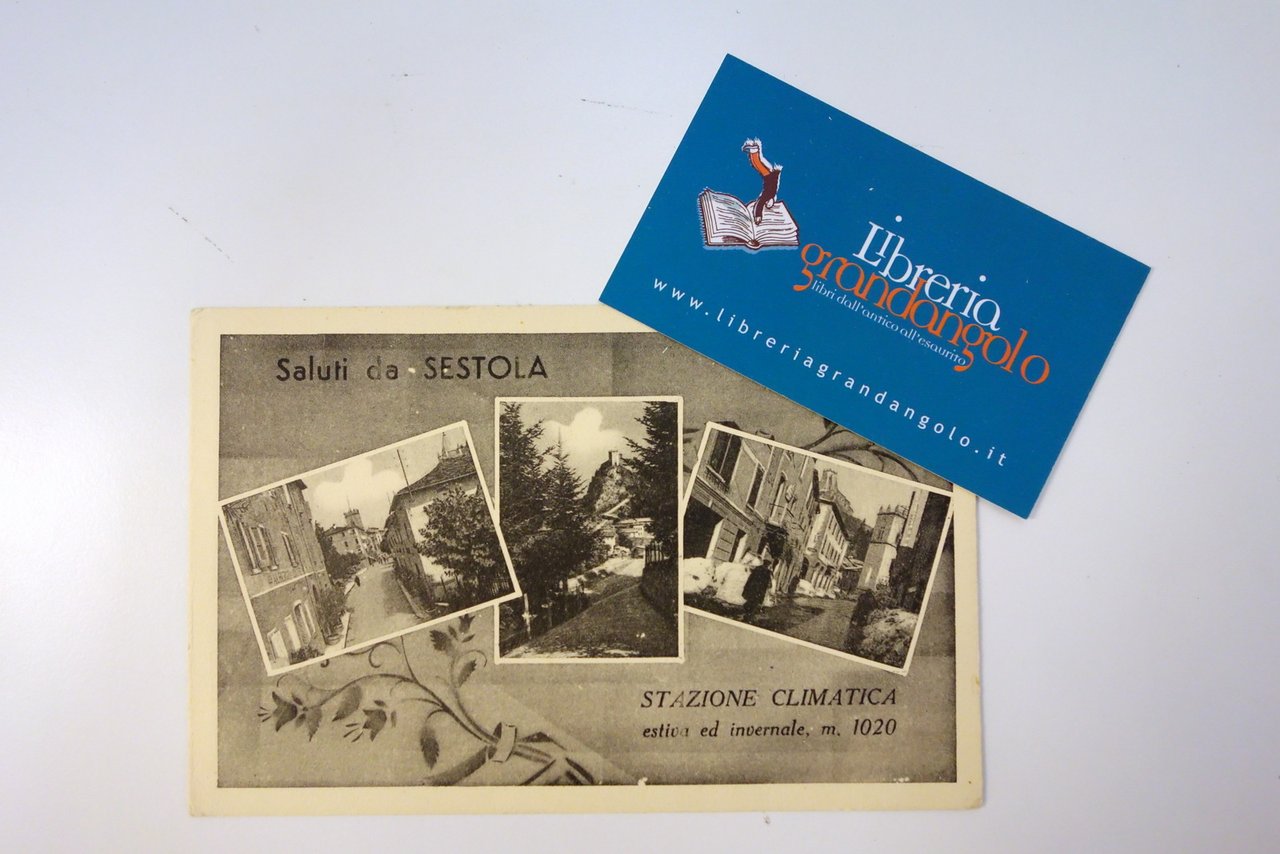 Libreria
grandangolo
libri dall'antico all'esaurito
www.libreriagrandangolo.it
Saluti da SESTOLA
STAZIONE CLIMATICA
estiva ed invernale, m. 1020